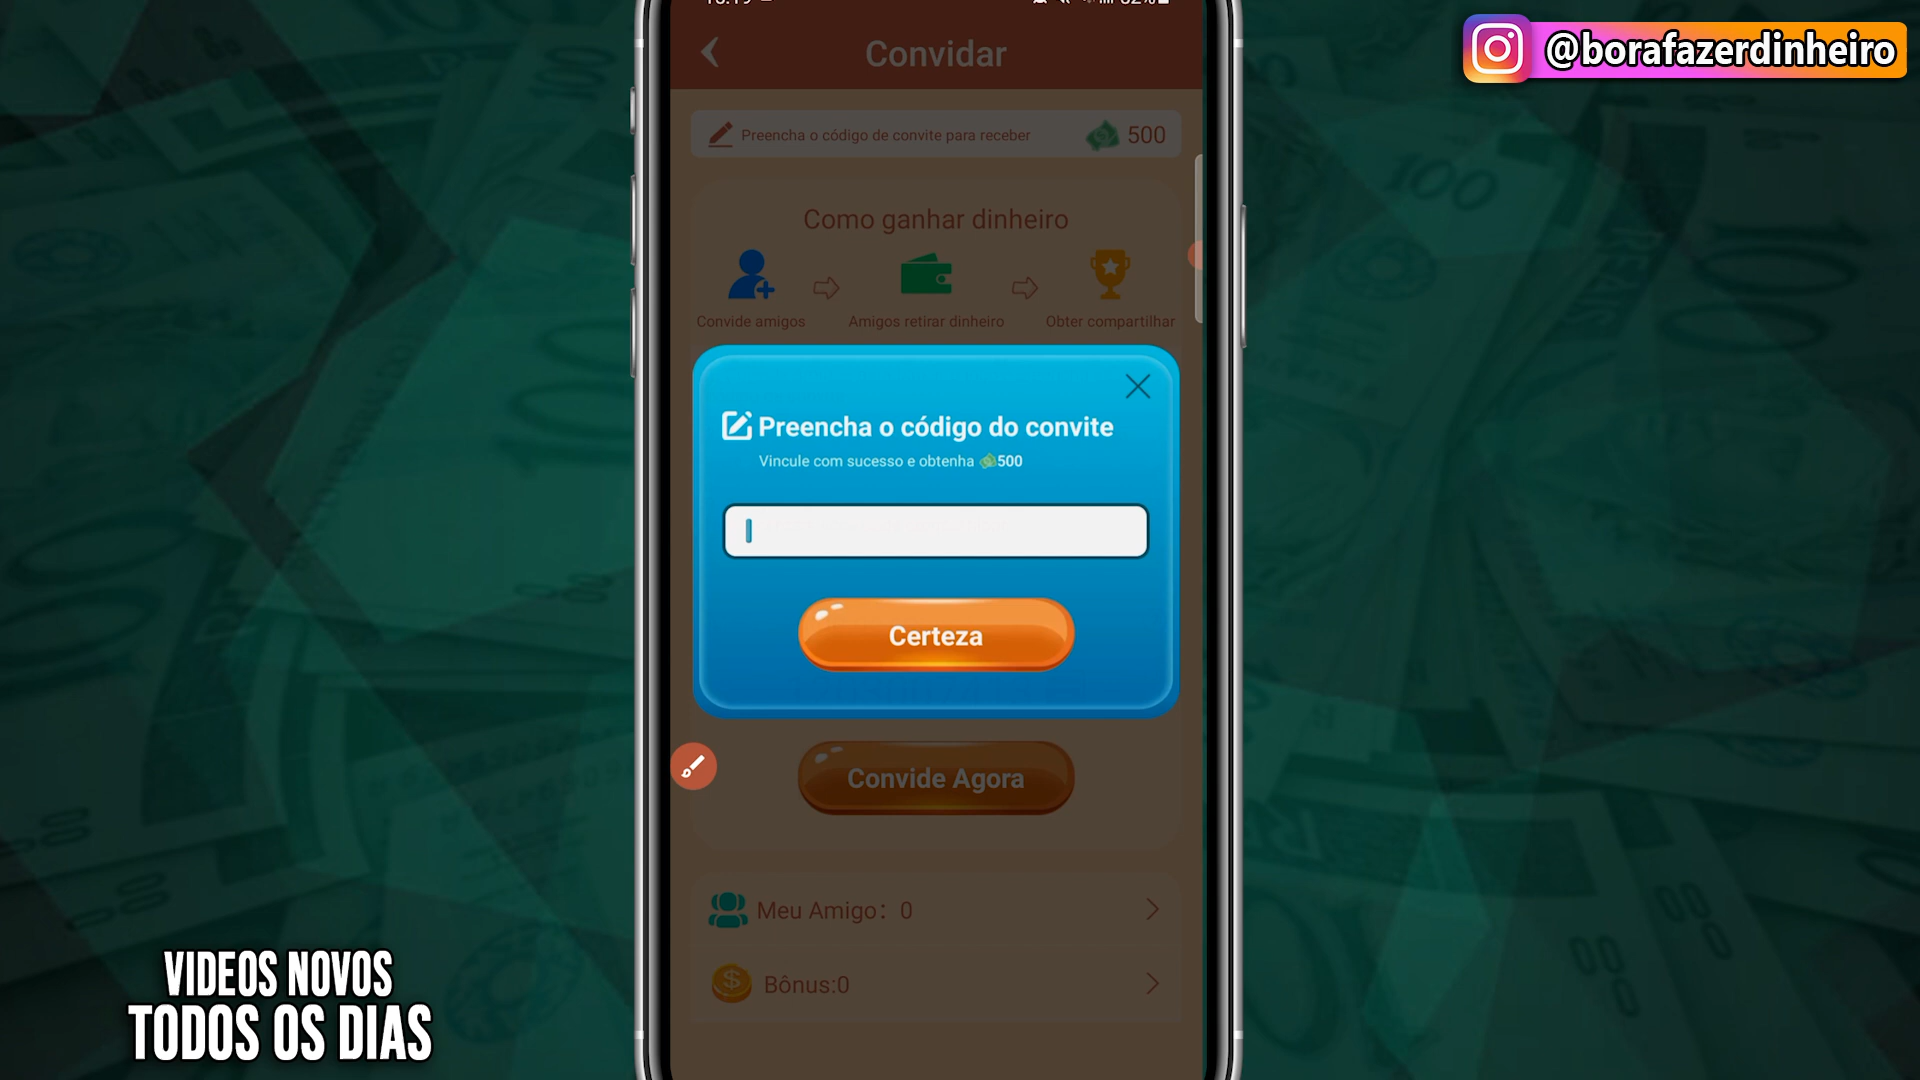 @borafazerdinheiro
Convidar
Preencha o código de convite para receber
500
Como ganhar dinheiro
Convide amigos
Amigos retirar dinheiro
Obter compartilhar
Preencha o código do convite
Vincule com sucesso e obtenha 500
Certeza
Convide Agora
Meu Amigo: 0
Bônus:0
VIDEOS NOVOS
TODOS OS DIAS